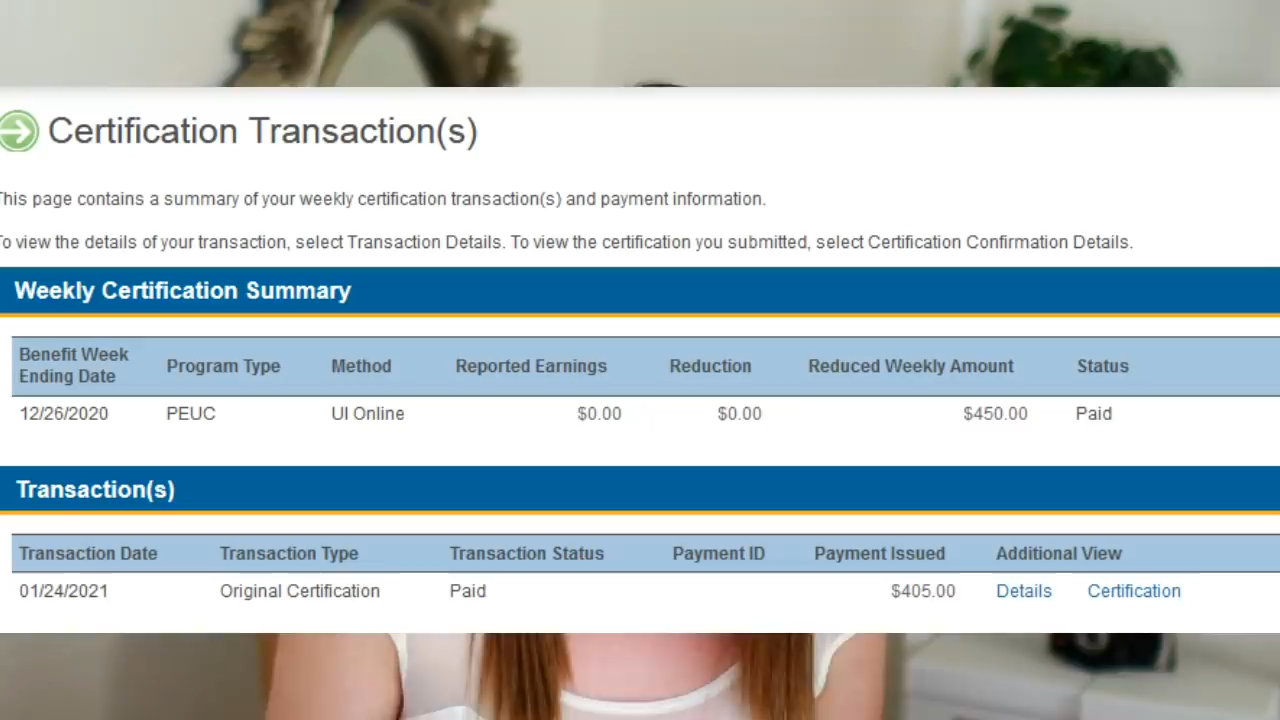 Certification Transaction(s)
This page contains a summary of your weekly certification transaction(s) and payment information.
To view the details of your transaction, select Transaction Details. To view the certification you submitted, select Certification Confirmation Details.
Weekly Certification Summary
Benefit Week Ending Date Program Type Method Reported Earnings Reduction Reduced Weekly Amount Status
12/26/2020 PEUC UI Online $0.00 $0.00 $450.00 Paid
Transaction(s)
Transaction Date Transaction Type Transaction Status Payment ID Payment Issued Additional View
01/24/2021 Original Certification Paid $405.00 Details Certification